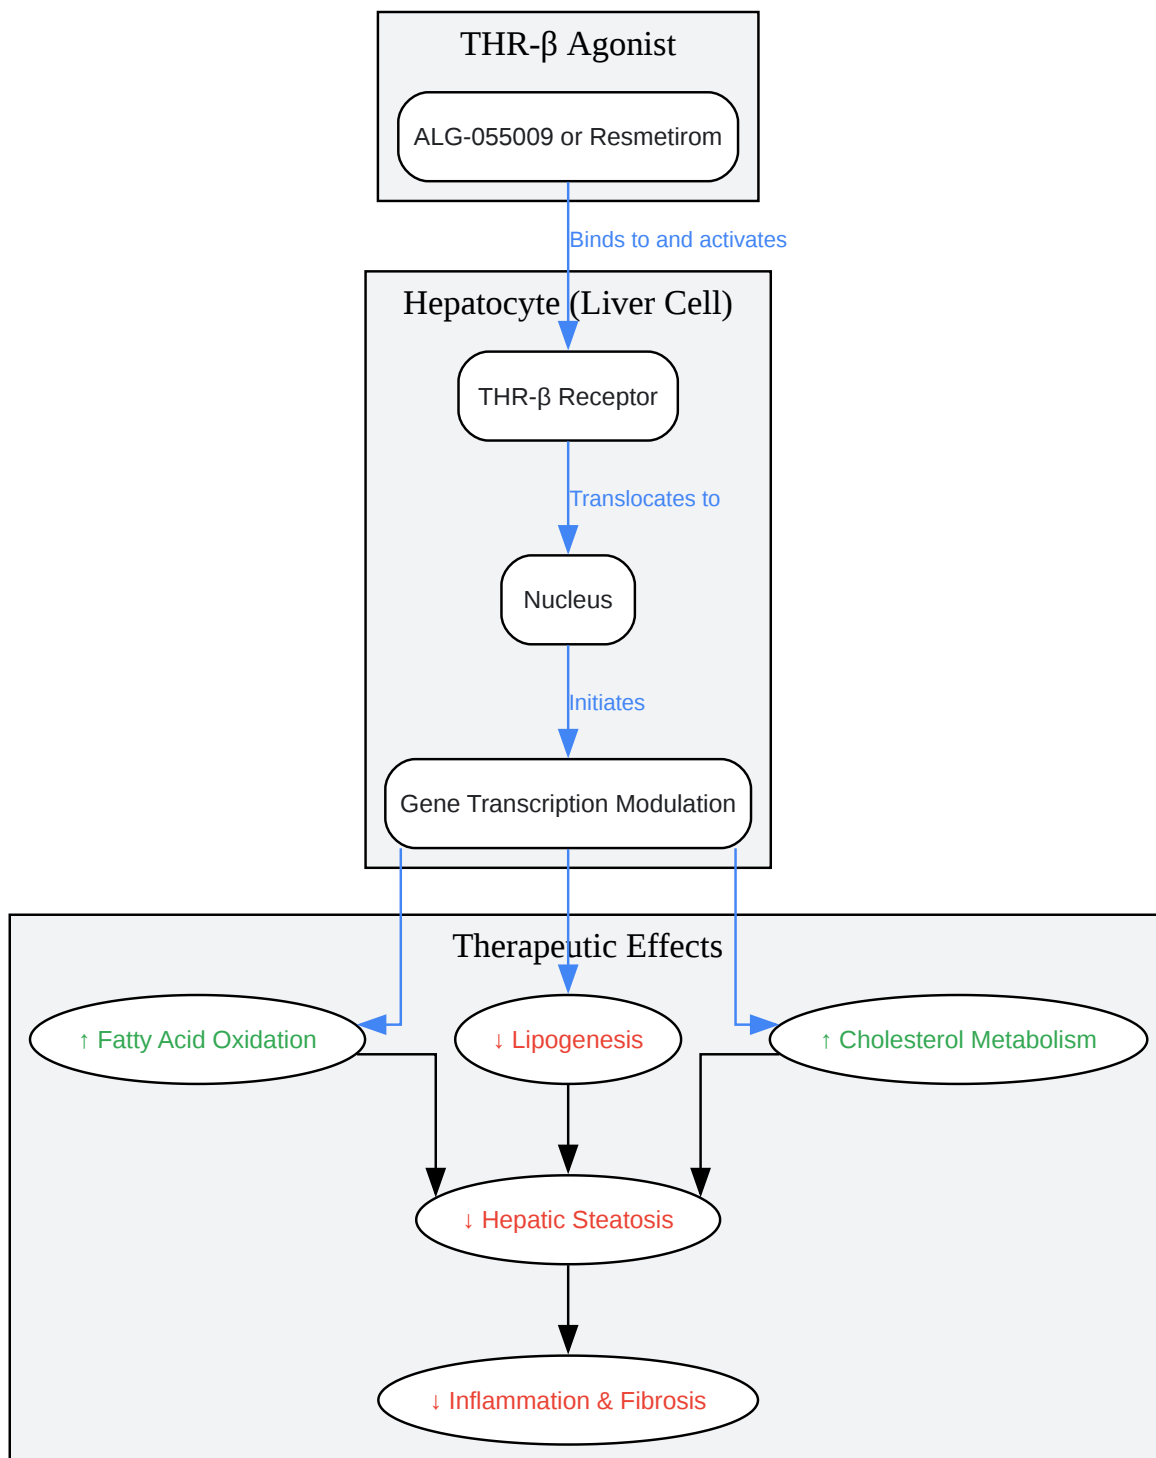 THR-β Agonist
ALG-055009 or Resmetirom
Binds to and activates
Hepatocyte (Liver Cell)
THR-β Receptor
Translocates to
Nucleus
Initiates
Gene Transcription Modulation
Therapeutic Effects
↑ Fatty Acid Oxidation
↓ Lipogenesis
↑ Cholesterol Metabolism
↓ Hepatic Steatosis
↓ Inflammation & Fibrosis